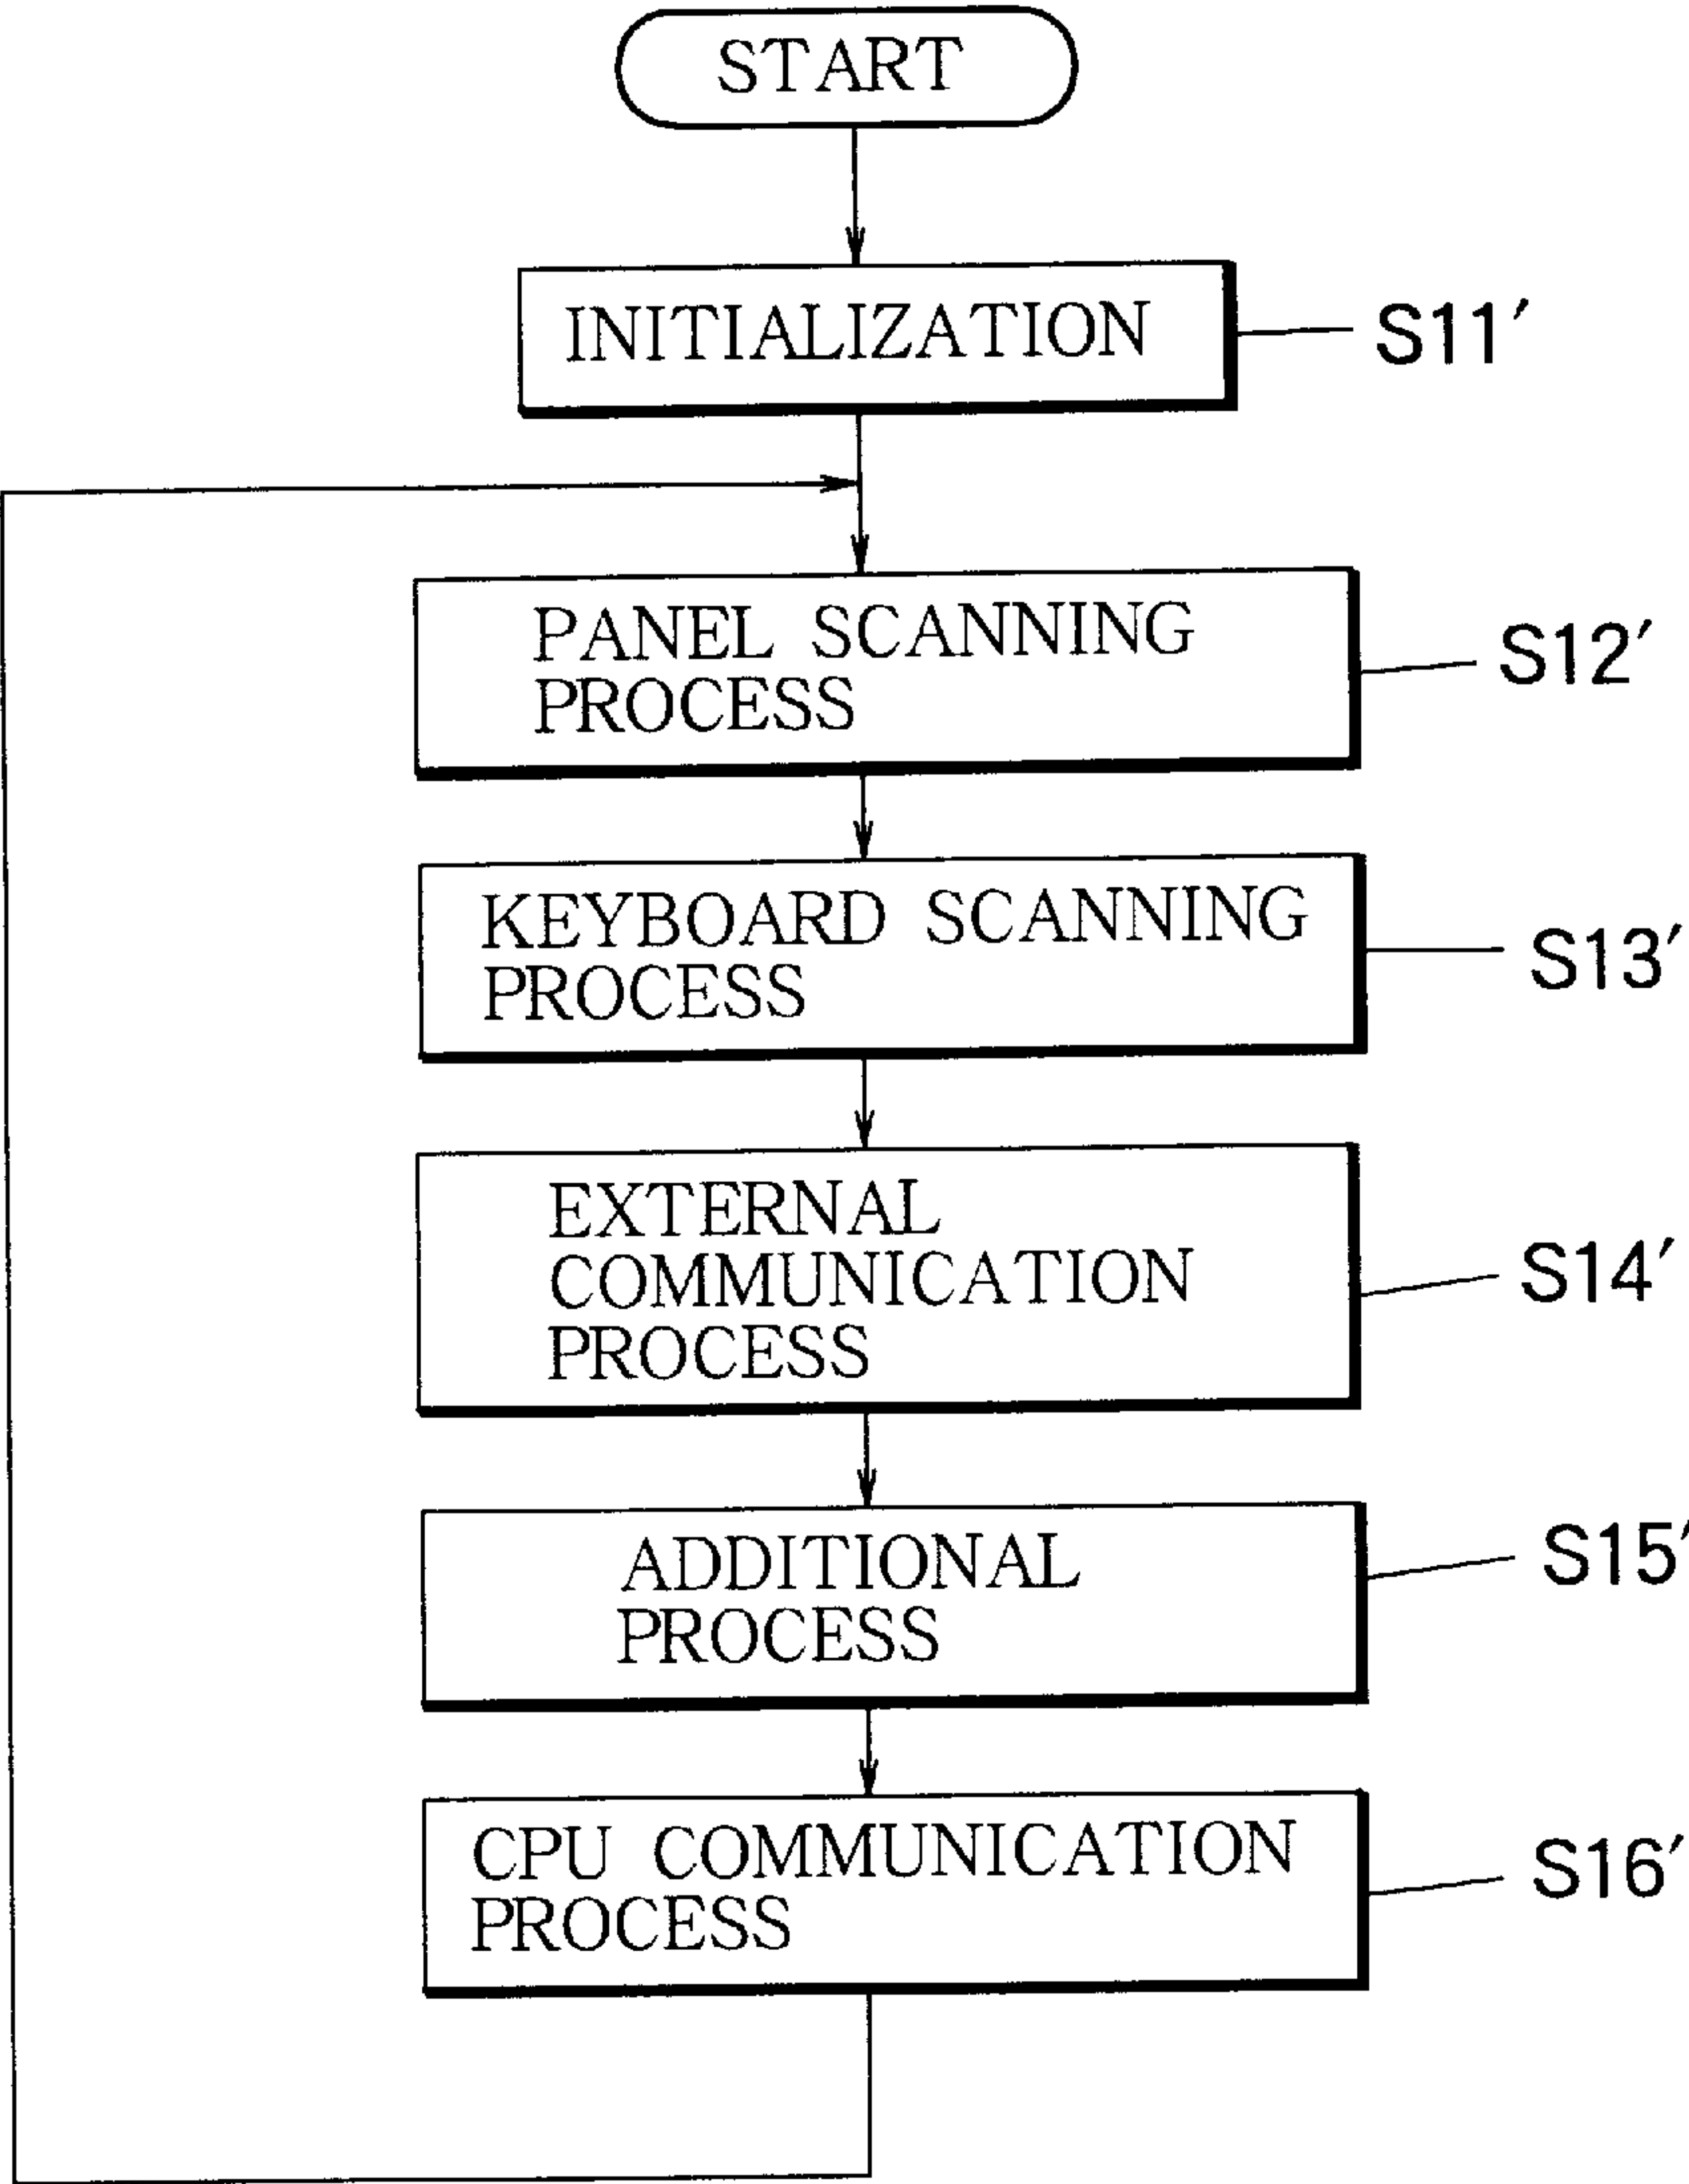 START
INITIALIZATION
S11'
PANEL SCANNING
PROCESS
S12'
KEYBOARD SCANNING
PROCESS
S13'
EXTERNAL
COMMUNICATION
PROCESS
S14'
ADDITIONAL
PROCESS
S15'
CPU COMMUNICATION
PROCESS
S16'